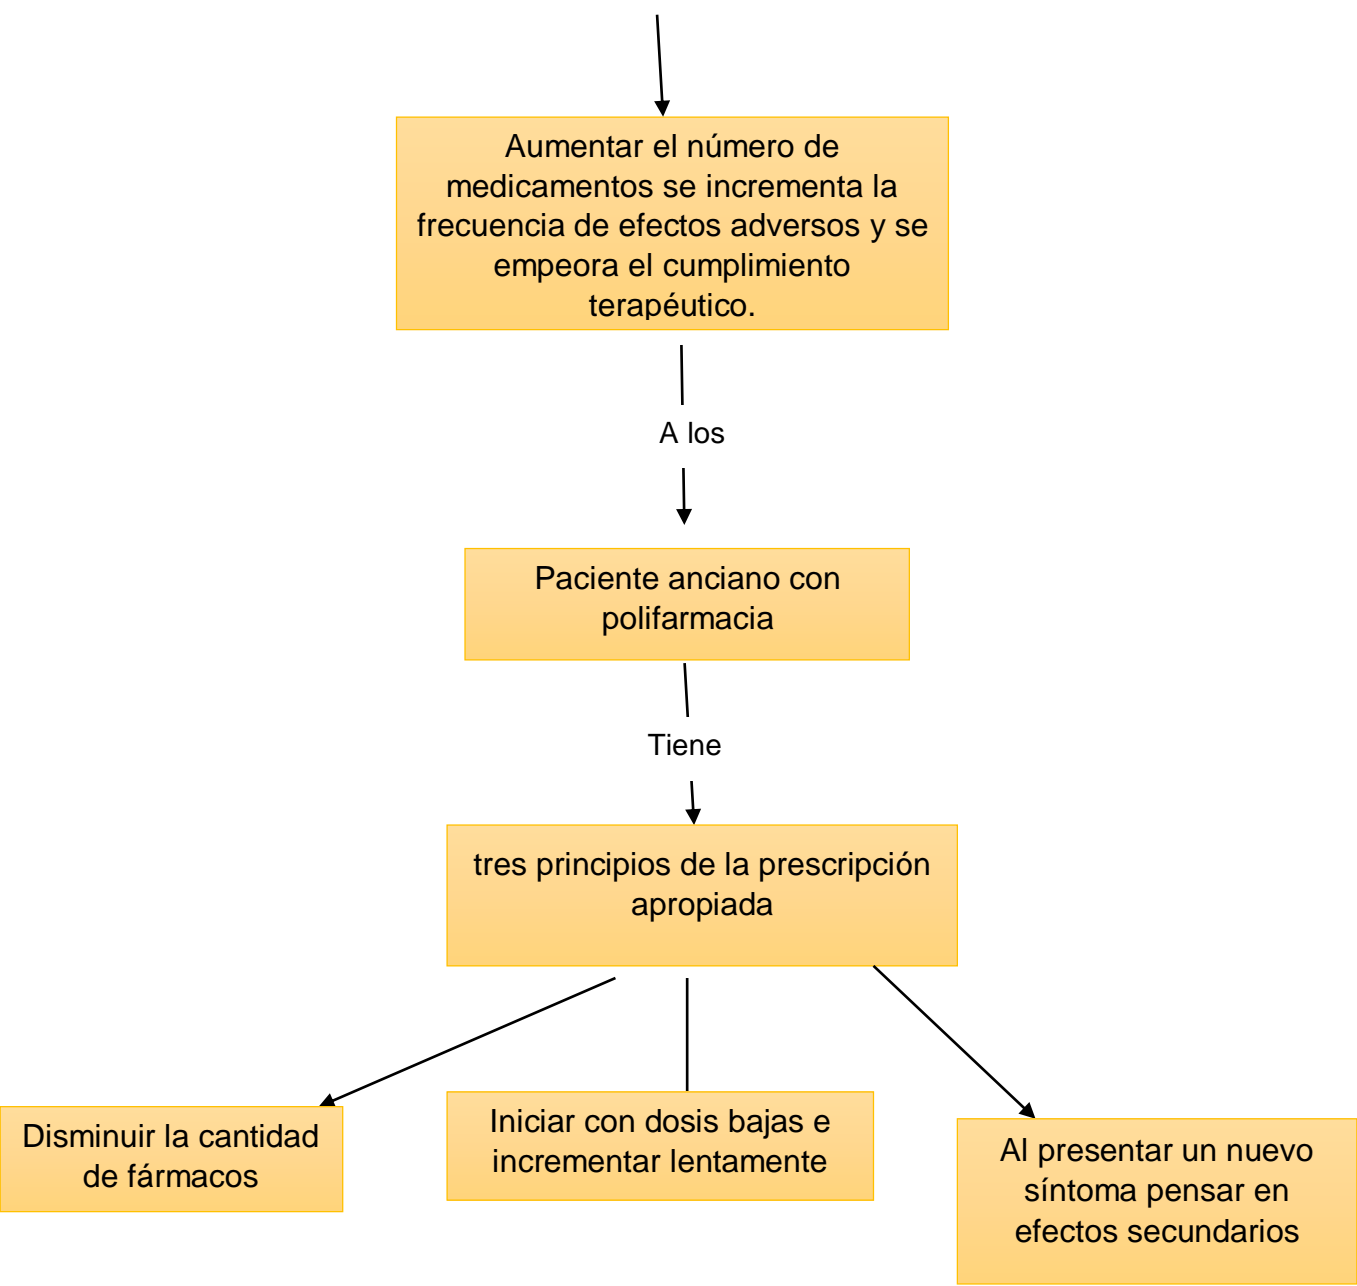 Aumentar el número de
medicamentos se incrementa la
frecuencia de efectos adversos y se
empeora el cumplimiento
terapéutico.
A los
Paciente anciano con
polifarmacia
Tiene
tres principios de la prescripción
apropiada
Disminuir la cantidad
de fármacos
Iniciar con dosis bajas e
incrementar lentamente
Al presentar un nuevo
síntoma pensar en
efectos secundarios